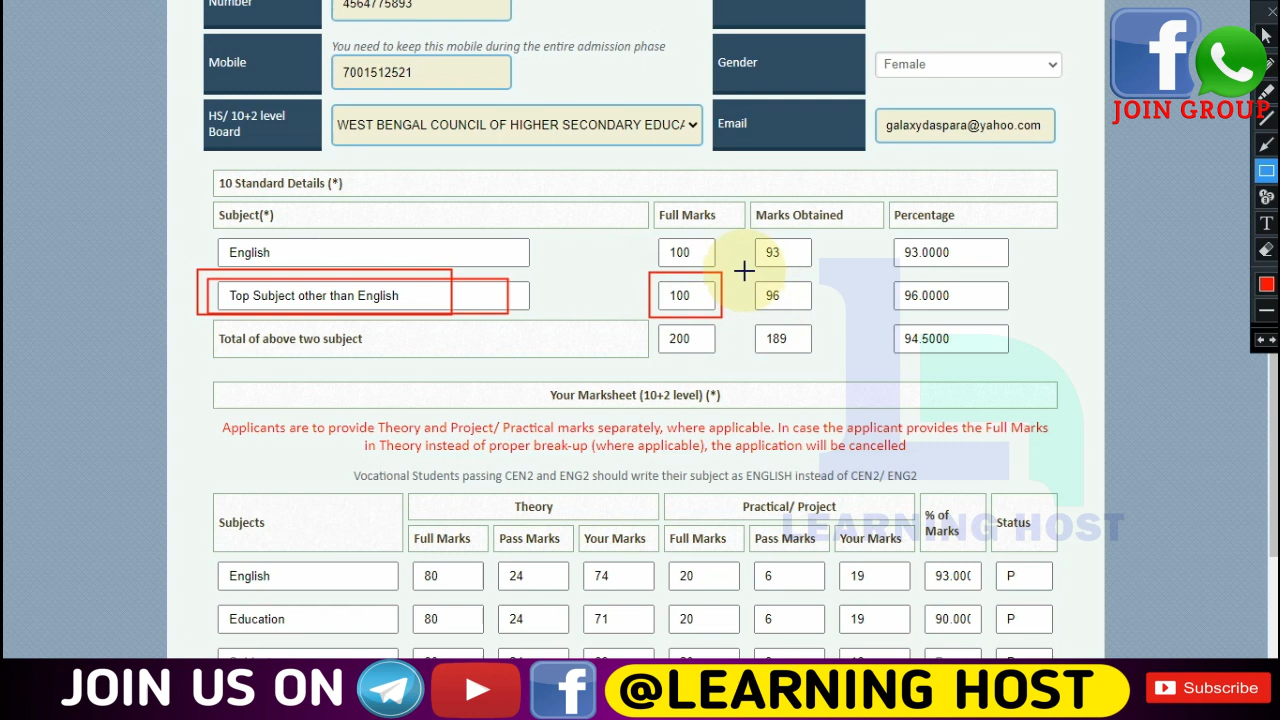 Number
4564775893
You need to keep this mobile during the entire admission phase
Mobile
7001512521
Gender
Female
HS/ 10+2 level
Board
WEST BENGAL COUNCIL OF HIGHER SECONDARY EDUCA
Email
galaxydaspara@yahoo.com
JOIN GROUP
10 Standard Details (*)
Subject(*) Full Marks Marks Obtained Percentage
English 100 93 93.0000
Top Subject other than English 100 96 96.0000
Total of above two subject 200 189 94.5000
Your Marksheet (10+2 level) (*)
Applicants are to provide Theory and Project/ Practical marks separately, where applicable. In case the applicant provides the Full Marks
in Theory instead of proper break-up (where applicable), the application will be cancelled
Vocational Students passing CEN2 and ENG2 should write their subject as ENGLISH instead of CEN2/ ENG2
Subjects Theory Practical/ Project % of Marks Status
Full Marks Pass Marks Your Marks Full Marks Pass Marks Your Marks
LEARNING HOST
English 80 24 74 20 6 19 93.000 P
Education 80 24 71 20 6 19 90.000 P
JOIN US ON @LEARNING HOST Subscribe